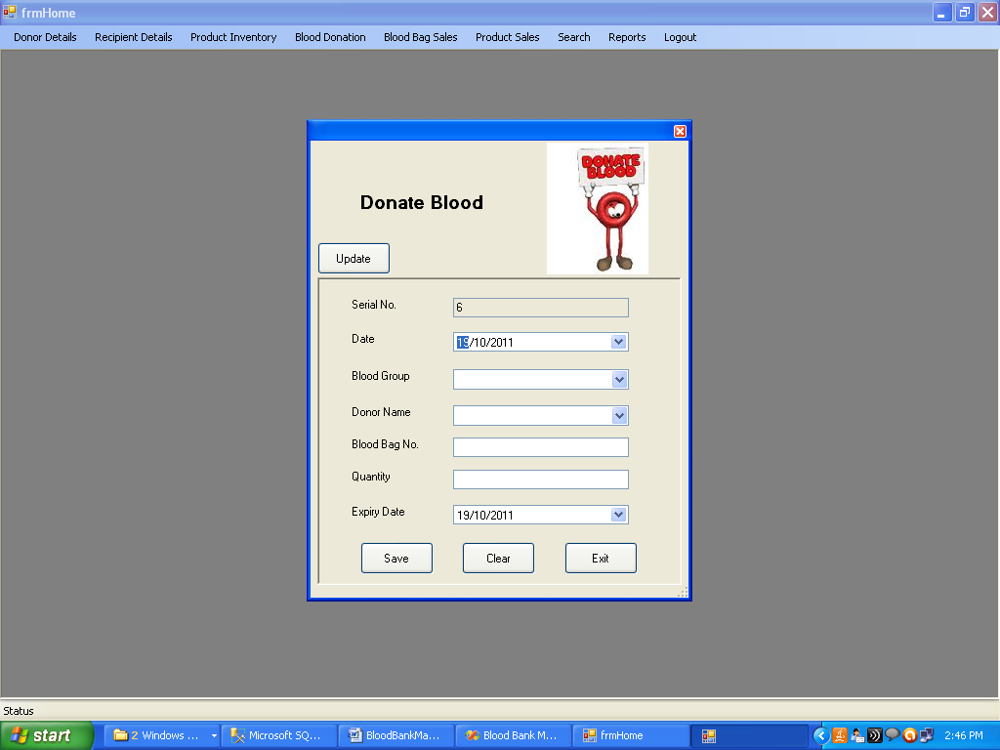 frmHome
Donor Details Recipient Details Product Inventory Blood Donation Blood Bag Sales Product Sales Search Reports Logout
DONATE
BLOOD
Donate Blood
Update
Serial No. 6
Date 19/10/2011
Blood Group
Donor Name
Blood Bag No.
Quantity
Expiry Date 19/10/2011
Save Clear Exit
Status
start 2 Windows ... Microsoft SQ... BloodBankMa... Blood Bank M... frmHome 2:46 PM